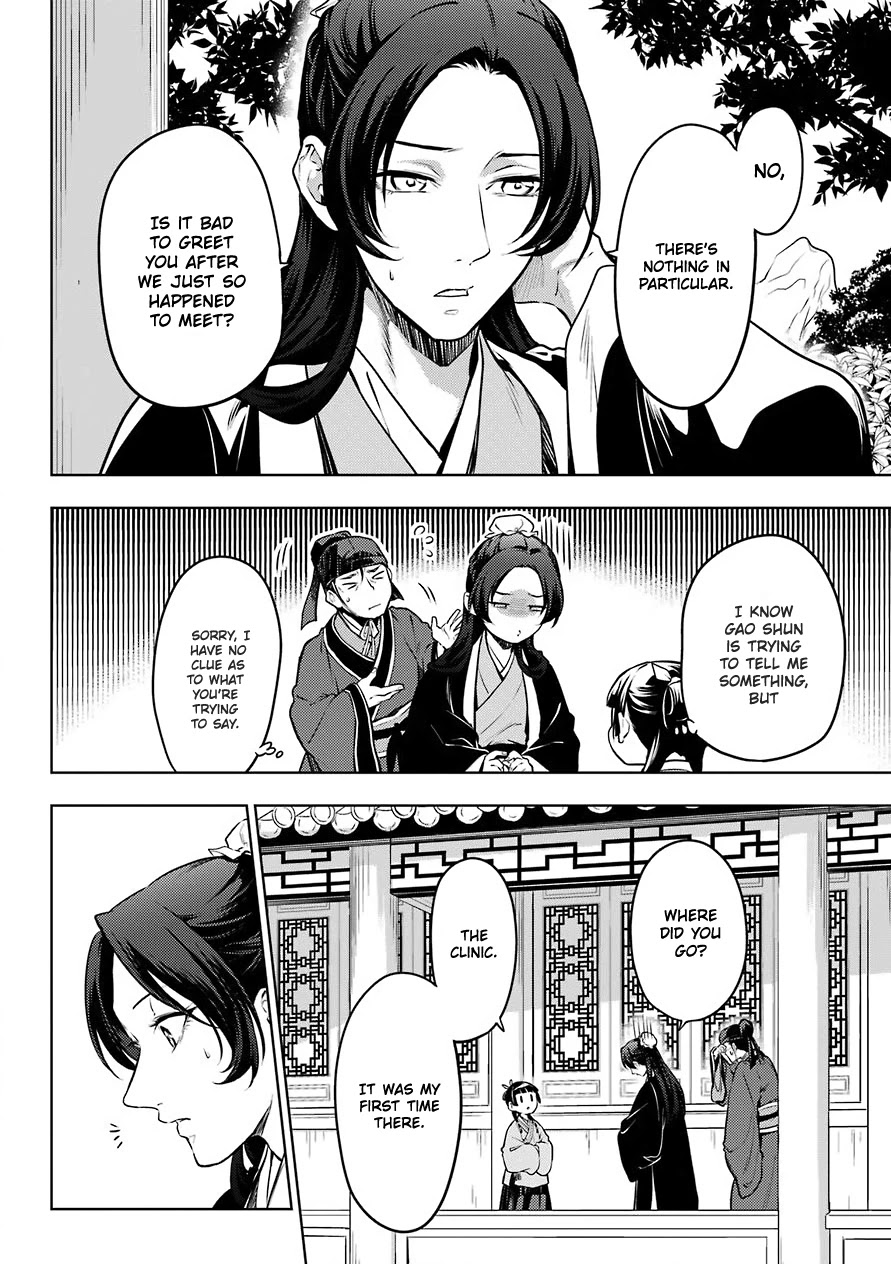 NO,
THERE'S
NOTHING IN
PARTICULAR.
IS IT BAD
TO GREET
YOU AFTER
WE JUST SO
HAPPENED
TO MEET?
I KNOW
GAO SHUN
IS TRYING
TO TELL ME
SOMETHING,
BUT
SORRY, I
HAVE NO
CLUE AS
TO WHAT
YOU'RE
TRYING
TO SAY.
WHERE
DID YOU
GO?
THE
CLINIC.
IT WAS MY
FIRST TIME
THERE.